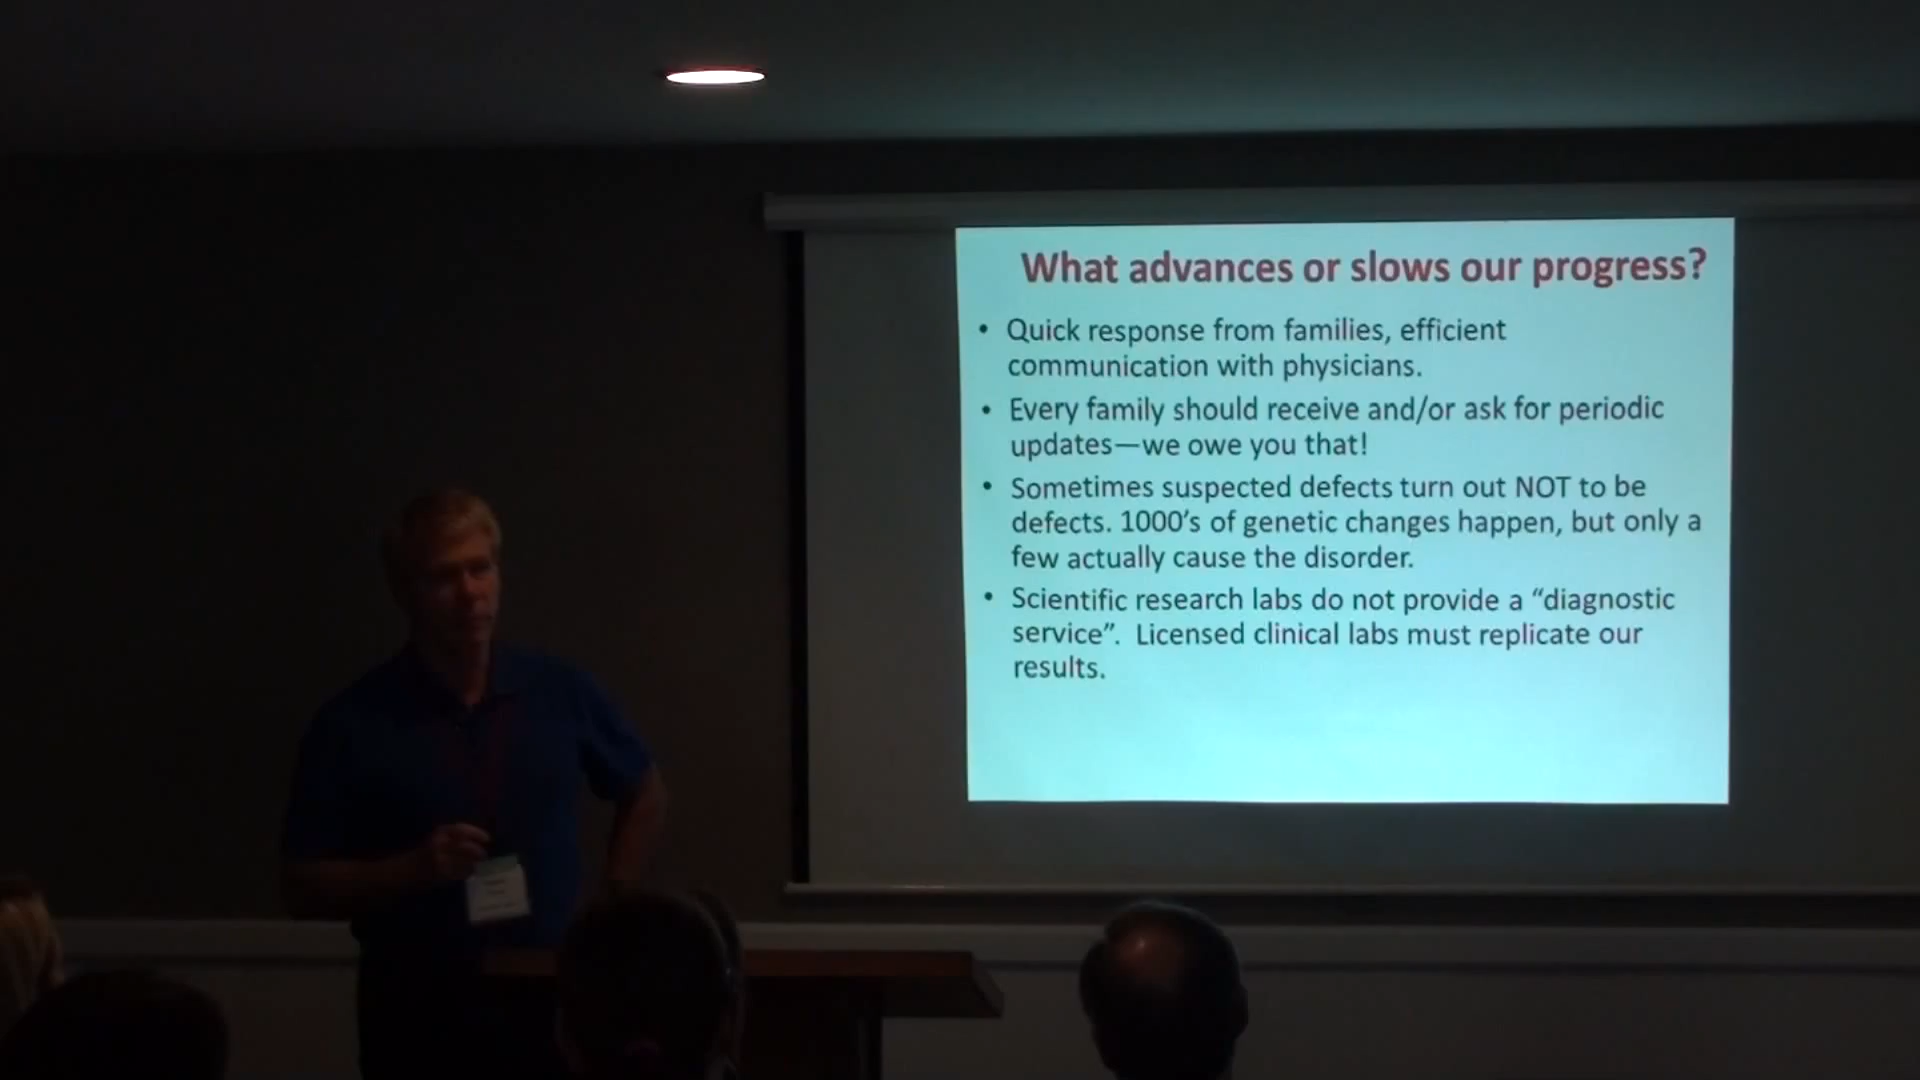 What advances or slows our progress?
• Quick response from families, efficient
communication with physicians.
• Every family should receive and/or ask for periodic
updates—we owe you that!
• Sometimes suspected defects turn out NOT to be
defects. 1000’s of genetic changes happen, but only a
few actually cause the disorder.
• Scientific research labs do not provide a “diagnostic
service”.  Licensed clinical labs must replicate our
results.